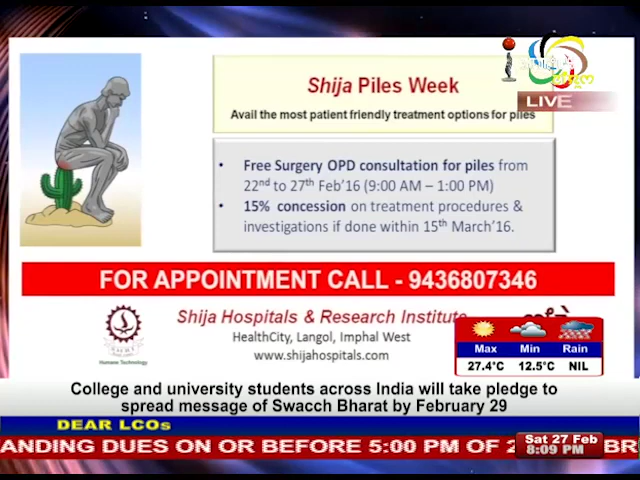 LIVE
Shija Piles Week
Avail the most patient friendly treatment options for piles
• Free Surgery OPD consultation for piles from
22nd to 27th Feb'16 (9:00 AM – 1:00 PM)
• 15% concession on treatment procedures &
investigations if done within 15th March'16.
FOR APPOINTMENT CALL - 9436807346
Shija Hospitals & Research Institute
HealthCity, Langol, Imphal West
www.shijahospitals.com
Humane Technology
Max Min Rain
27.4°C 12.5°C NIL
College and university students across India will take pledge to
spread message of Swacch Bharat by February 29
DEAR LCOs
ANDING DUES ON OR BEFORE 5:00 PM OF 2
Sat 27 Feb
8:09 PM